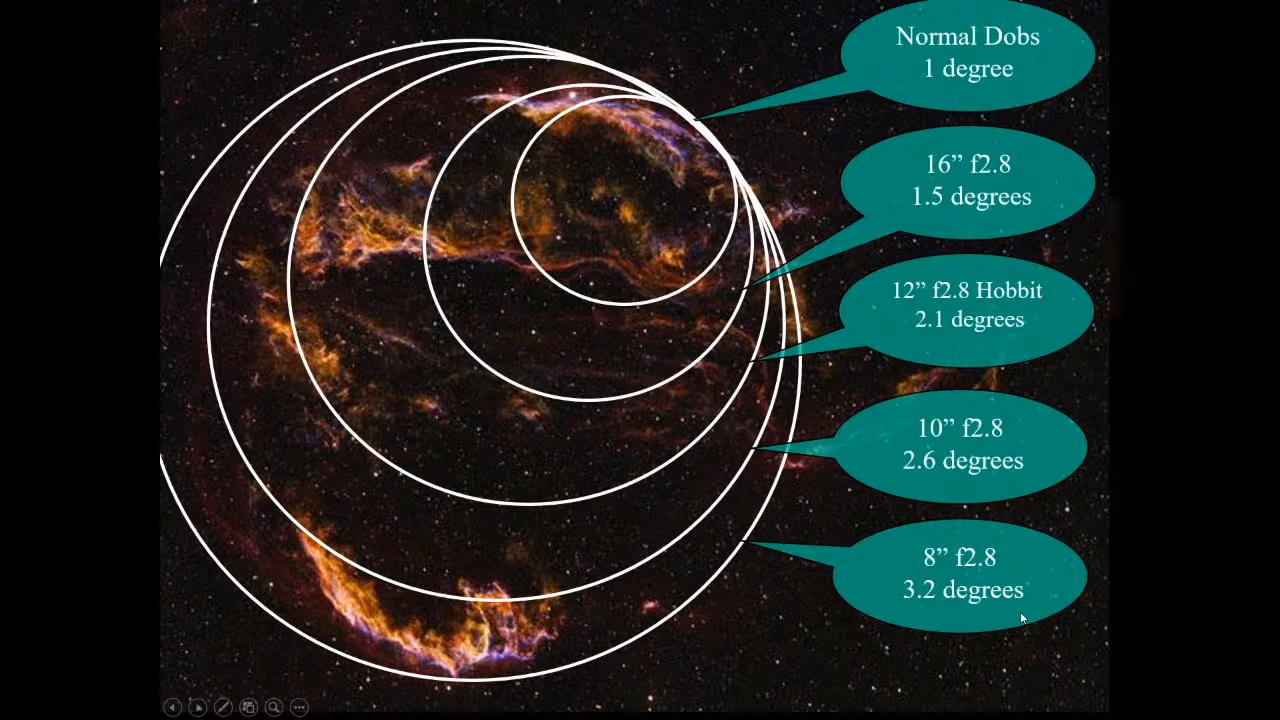 Normal Dobs
1 degree
16” f2.8
1.5 degrees
12” f2.8 Hobbit
2.1 degrees
10” f2.8
2.6 degrees
8” f2.8
3.2 degrees